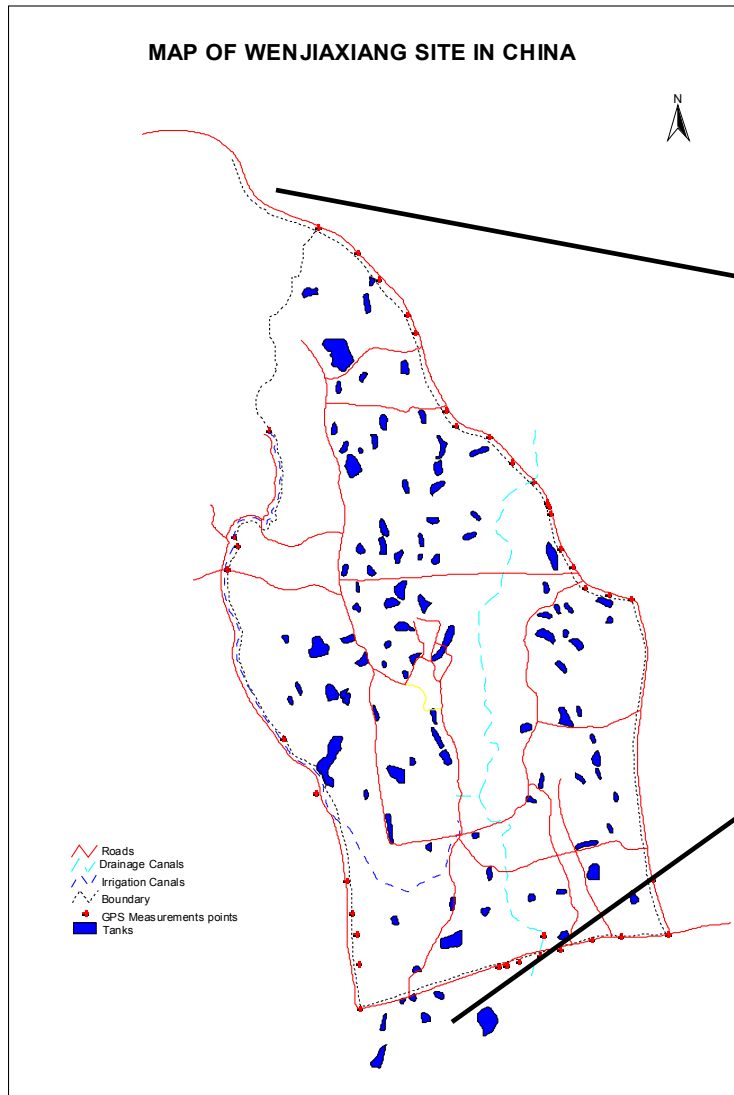 MAP OF WENJIAXIANG SITE IN CHINA
N
Roads
Drainage Canals
Irrigation Canals
Boundary
GPS Measurements points
Tanks